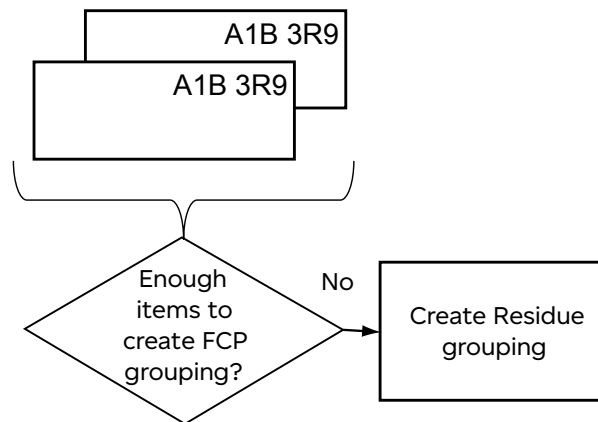 A1B 3R9
A1B 3R9
Enough
items to
create FCP
grouping?
No
Create Residue
grouping